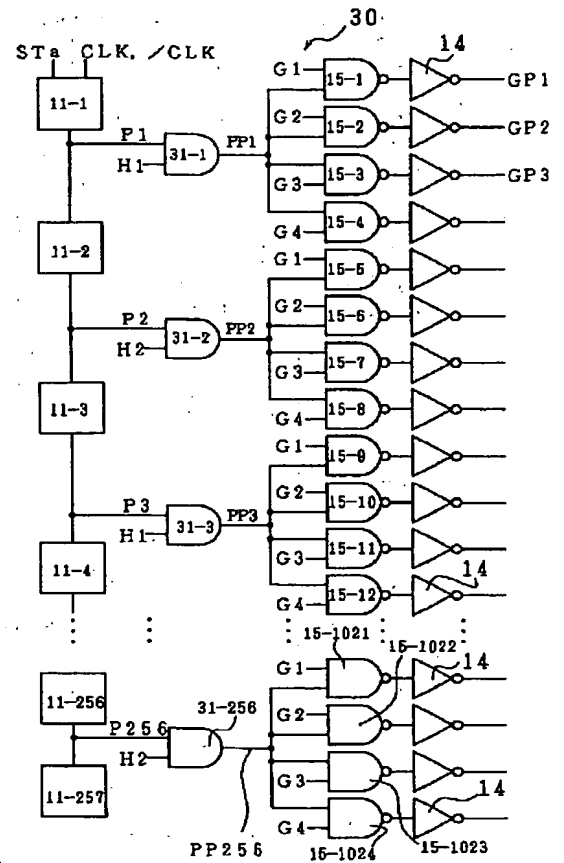 30
STa CLK, /CLK
14
11-1
G1
15-1
GP1
P1
H1
31-1
PP1
G2
15-2
GP2
G3
15-3
GP3
G4
15-4
11-2
G1
15-5
P2
H2
31-2
PP2
G2
15-6
G3
15-7
11-3
G4
15-8
G1
15-9
P3
H1
31-3
PP3
G2
15-10
G3
15-11
11-4
G4
15-12
14
15-1021
15-1022
G1
14
11-256
31-256
P256
H2
G2
G3
14
11-257
G4
PP256
15-1024
15-1023